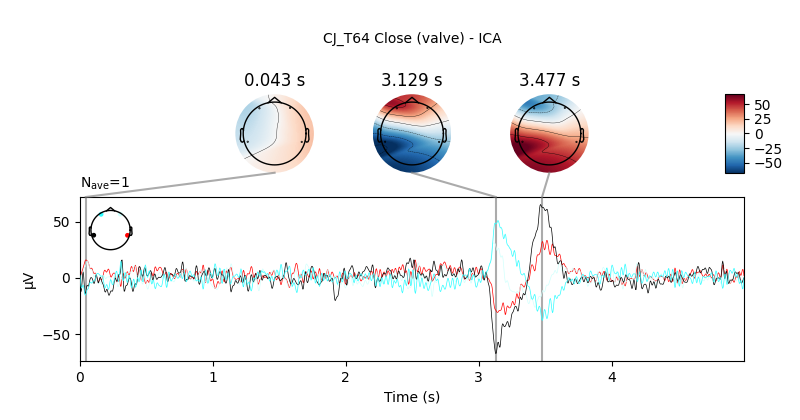 CJ_T64 Close (valve) - ICA
0.043 s
3.129 s
3.477 s
50
25
0
−25
−50
Nave=1
50
0
−50
µV
0
1
2
3
4
Time (s)